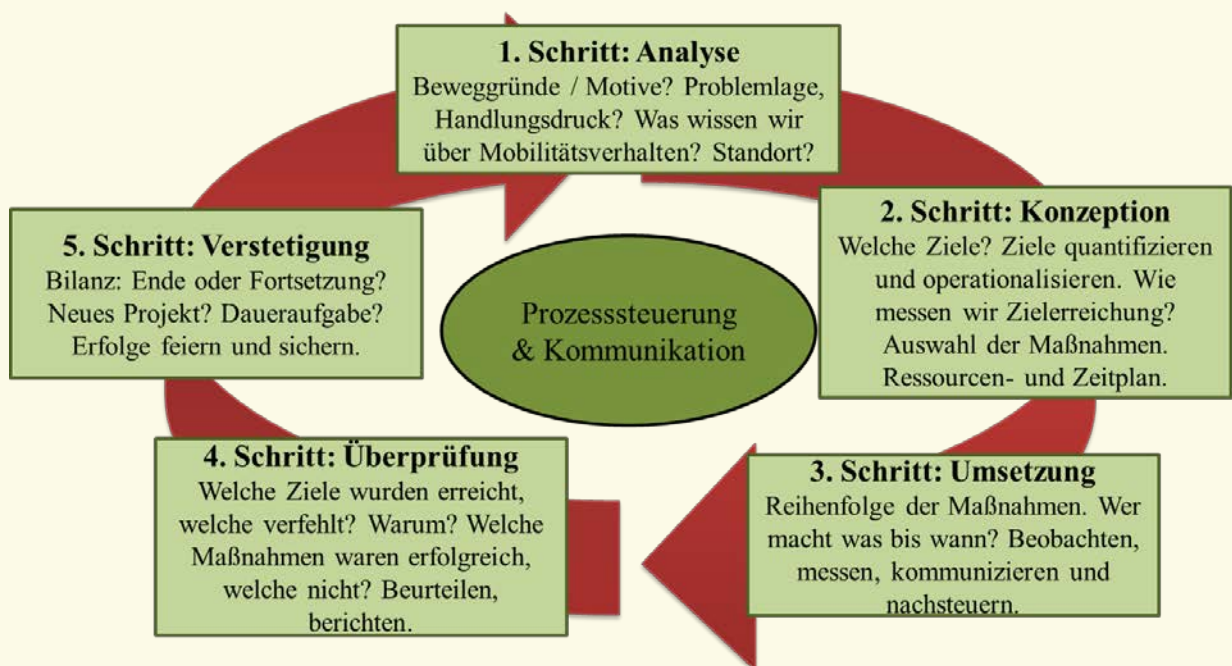 1. Schritt: Analyse
Beweggründe / Motive? Problemlage,
Handlungsdruck? Was wissen wir
über Mobilitätsverhalten? Standort?
2. Schritt: Konzeption
Welche Ziele? Ziele quantifizieren
und operationalisieren. Wie
messen wir Zielerreichung?
Auswahl der Maßnahmen.
Ressourcen- und Zeitplan.
3. Schritt: Umsetzung
Reihenfolge der Maßnahmen. Wer
macht was bis wann? Beobachten,
messen, kommunizieren und
nachsteuern.
4. Schritt: Überprüfung
Welche Ziele wurden erreicht,
welche verfehlt? Warum? Welche
Maßnahmen waren erfolgreich,
welche nicht? Beurteilen,
berichten.
5. Schritt: Verstetigung
Bilanz: Ende oder Fortsetzung?
Neues Projekt? Daueraufgabe?
Erfolge feiern und sichern.
Prozesssteuerung
& Kommunikation